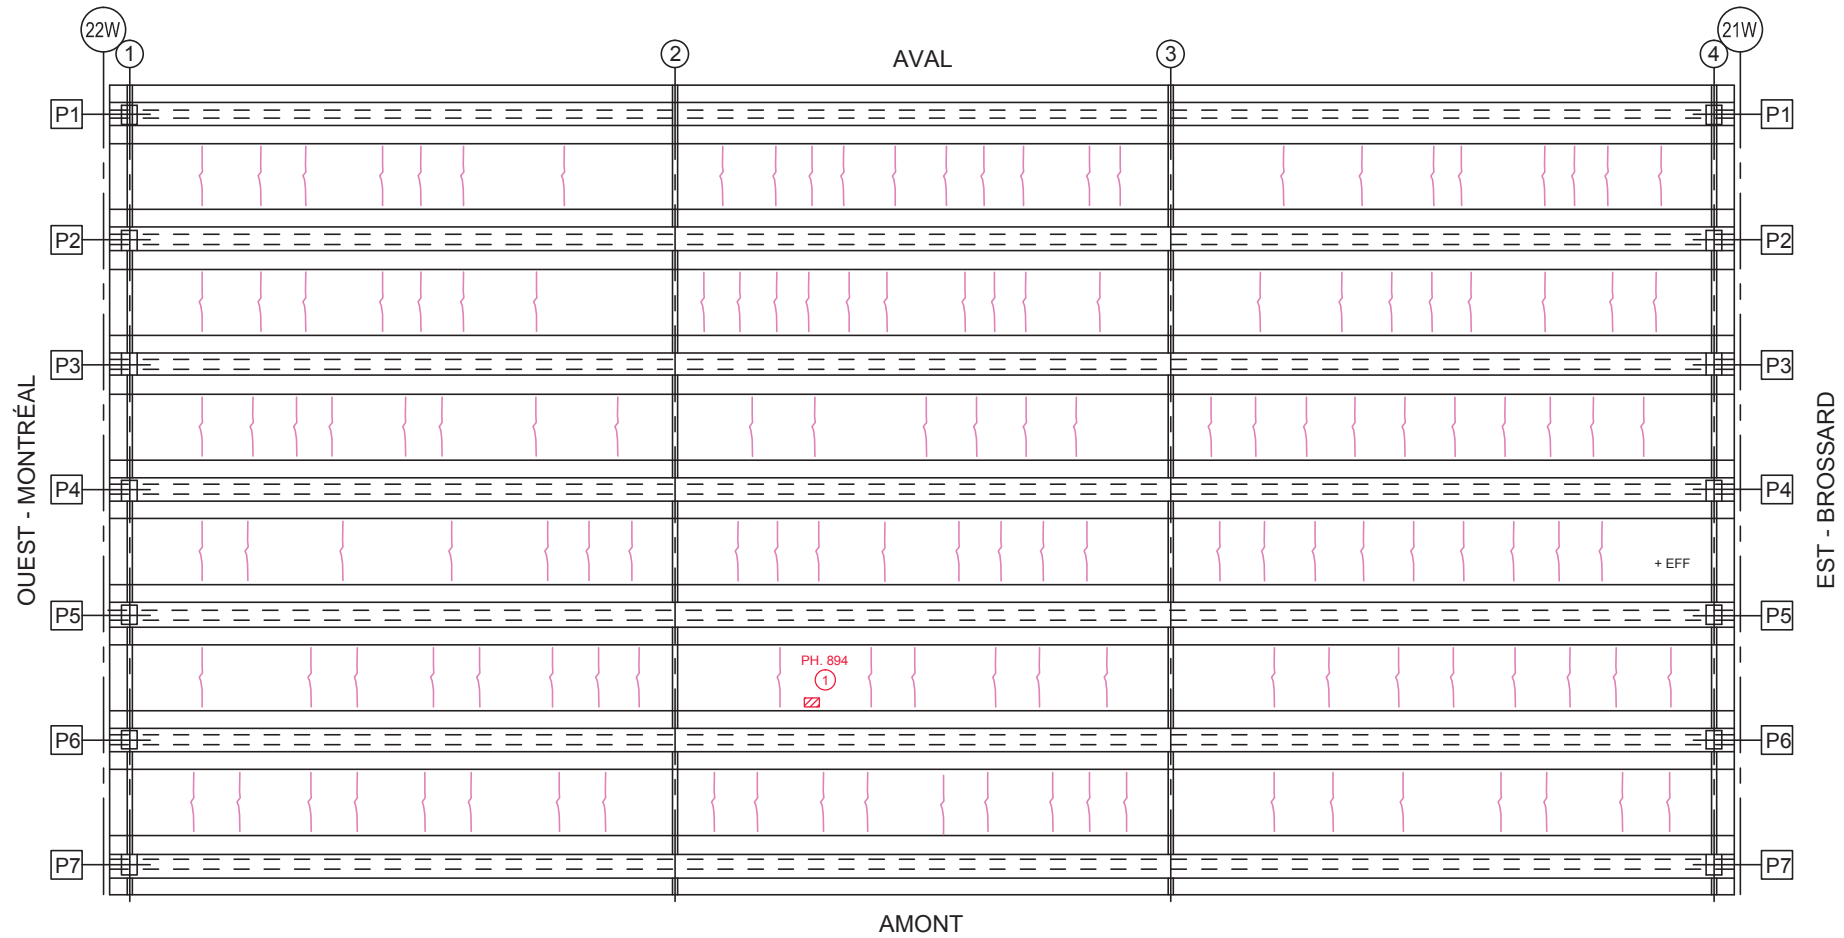 22W
1
2
AVAL
3
4
21W
P1
P1
P2
P2
P3
P3
OUEST - MONTRÉAL
EST - BROSSARD
P4
P4
+ EFF
P5
P5
PH. 894
1
P6
P6
P7
P7
AMONT